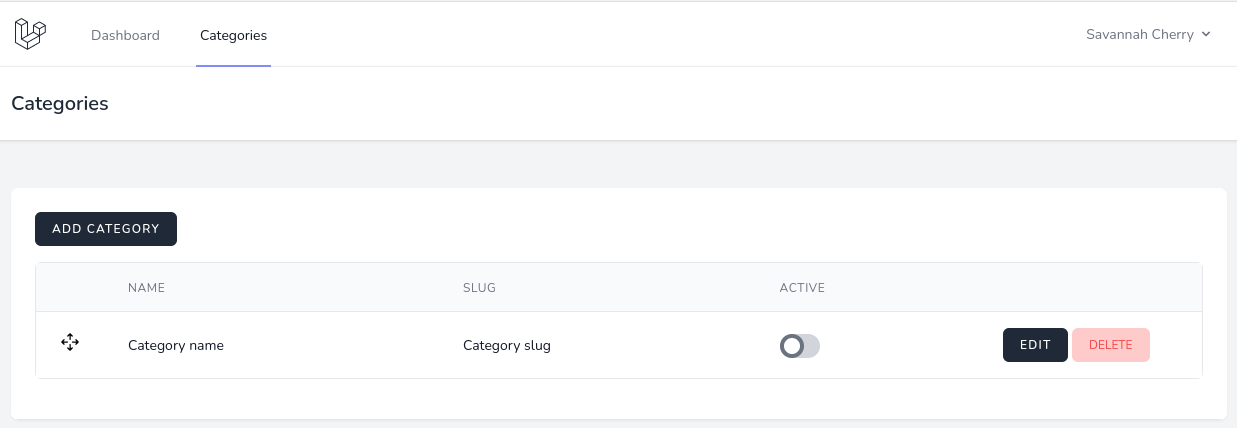 Dashboard Categories Savannah Cherry
Categories
ADD CATEGORY
NAME SLUG ACTIVE
Category name Category slug EDIT DELETE